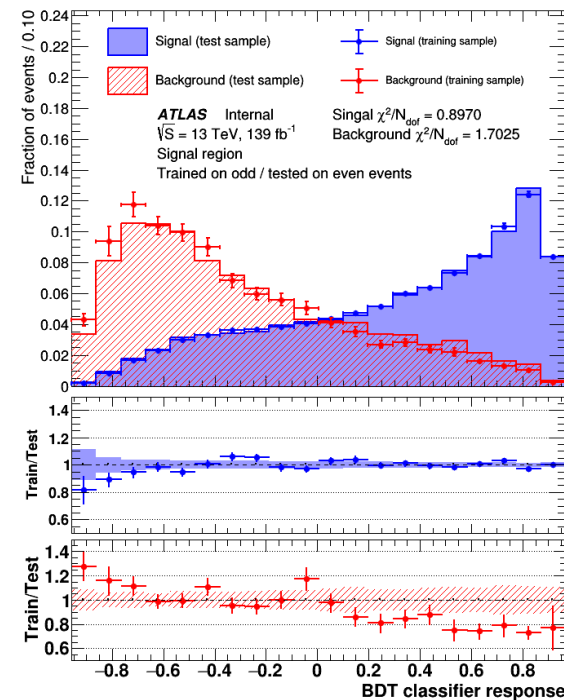 Fraction of events / 0.10
0.24
0.22
0.2
0.18
0.16
0.14
0.12
0.1
0.08
0.06
0.04
0.02
0
Signal (test sample)
Signal (training sample)
Background (test sample)
Background (training sample)
ATLAS Internal
√S = 13 TeV, 139 fb⁻¹
Signal region
Trained on odd / tested on even events
Singal χ²/N_dof = 0.8970
Background χ²/N_dof = 1.7025
Train/Test
1.4
1.2
1
0.8
0.6
Train/Test
1.4
1.2
1
0.8
0.6
−0.8 −0.6 −0.4 −0.2 0 0.2 0.4 0.6 0.8
BDT classifier response